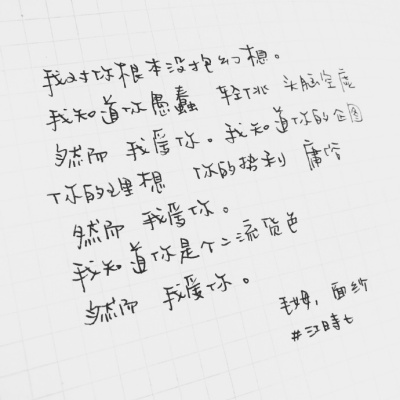 我对你根本没抱幻想。
我知道你愚蠢 轻佻 头脑空虚
然而 我爱你。我知道你的企图
你的理想 你的势利 庸俗
然而 我爱你。
我知道你是个二流货色
然而 我爱你。
毛姆,面纱
#江時七